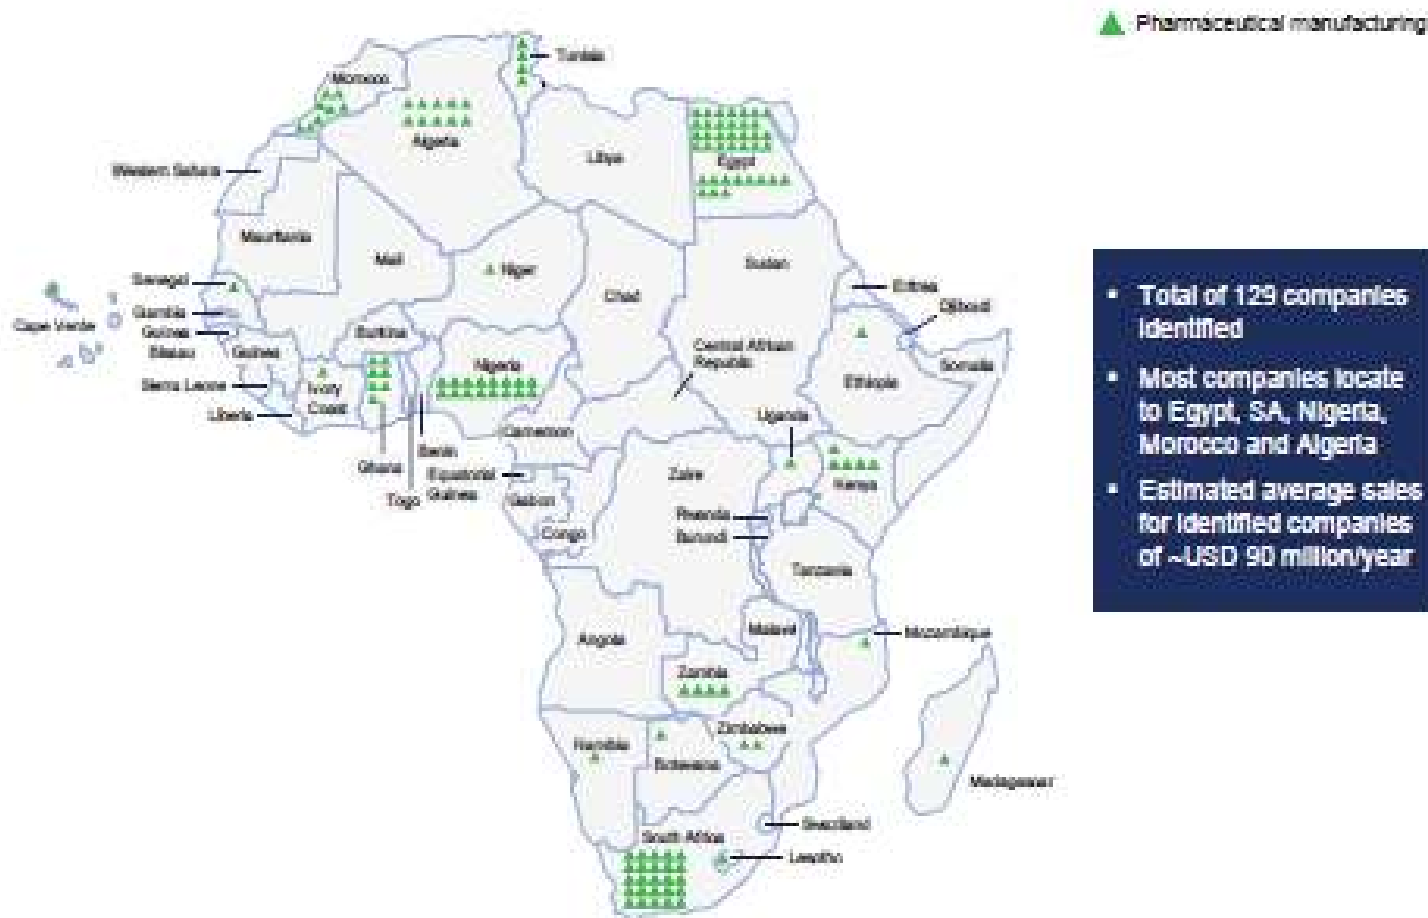 Pharmaceutical manufacturing
Tunisia
Morocco
Algeria
Libya
Egypt
Western Sahara
Mauritania
Mali
Niger
Chad
Sudan
Eritrea
Djibouti
Senegal
Gambia
Cape Verde
Guinea
Bissau
Guinea
Burkina
Nigeria
Central African
Republic
Somalia
Ethiopia
Sierra Leone
Ivory
Coast
Liberia
Uganda
Cameroon
Benin
Ghana
Togo
Equatorial
Guinea
Gabon
Zaire
Kenya
Congo
Rwanda
Burundi
Tanzania
Angola
Malawi
Mozambique
Zambia
Zimbabwe
Namibia
Botswana
Madagascar
Swaziland
South Africa
Lesotho
• Total of 129 companies
identified
• Most companies locate
to Egypt, SA, Nigeria,
Morocco and Algeria
• Estimated average sales
for identified companies
of ~USD 90 million/year